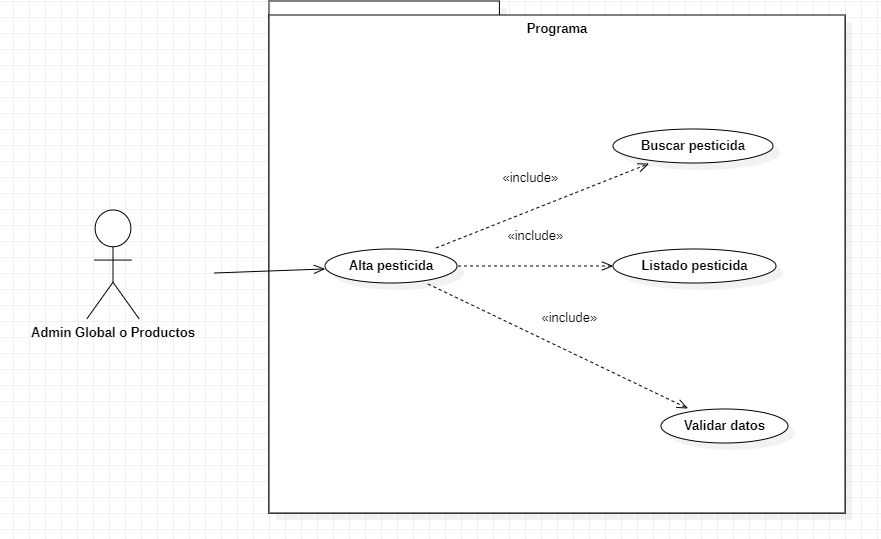 Programa
Buscar pesticida
«include»
«include»
Alta pesticida
Listado pesticida
«include»
Admin Global o Productos
Validar datos